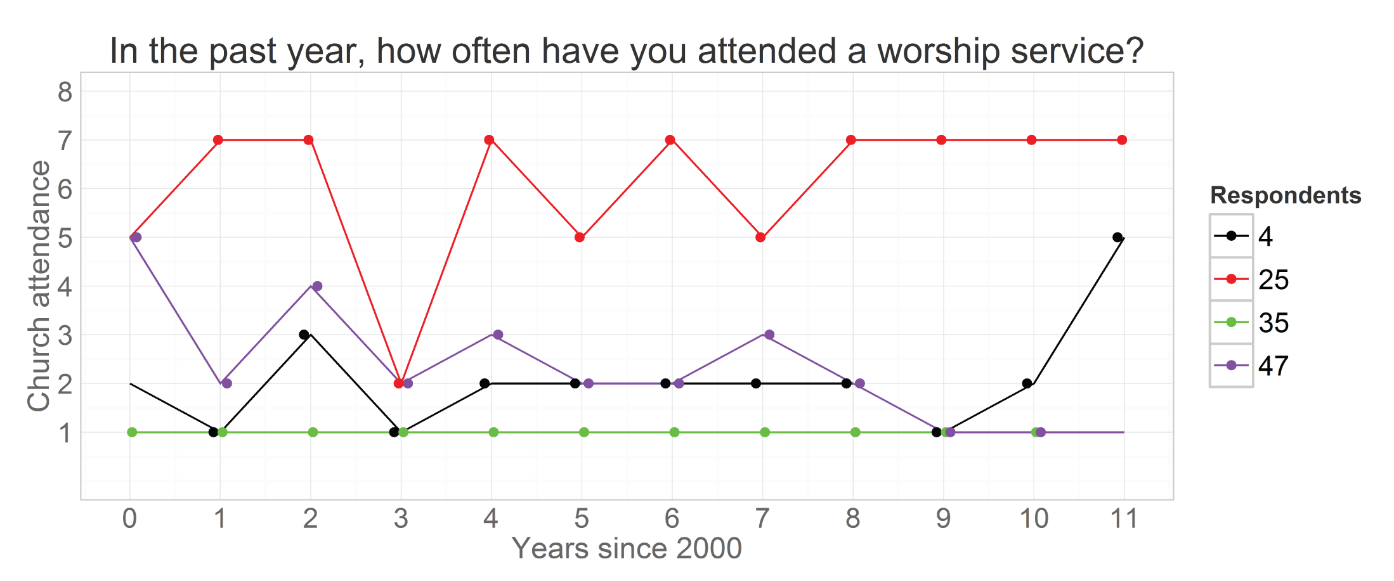 In the past year, how often have you attended a worship service?
8
7
6
5
4
3
2
1
Church attendance
0 1 2 3 4 5 6 7 8 9 10 11
Years since 2000
Respondents
4
25
35
47